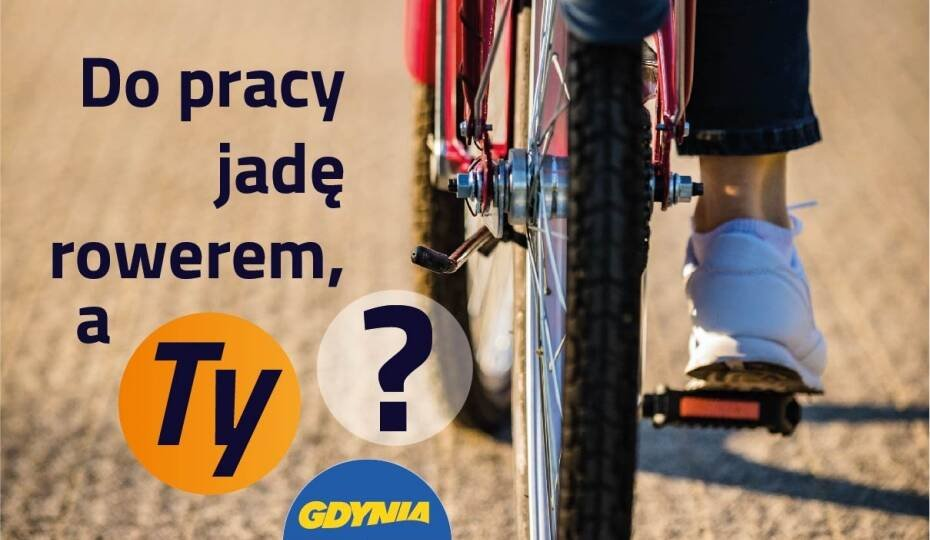 Do pracy
jadę
rowerem,
a Ty ?
GDYNIA